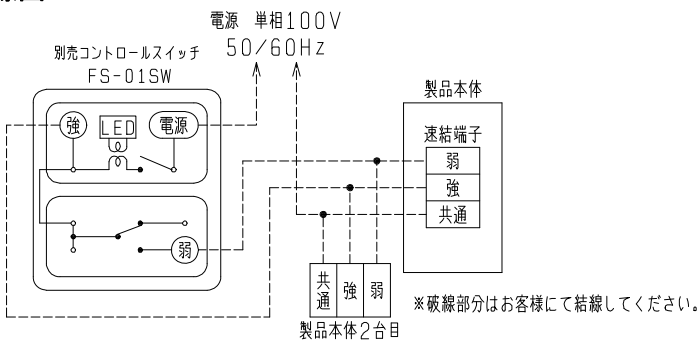 電源 単相100V
50/60Hz
別売コントロールスイッチ
FS-01SW
強
LED
電源
弱
製品本体
速結端子
弱
強
共通
共通
強
弱
製品本体2台目
※破線部分はお客様にて結線してください。